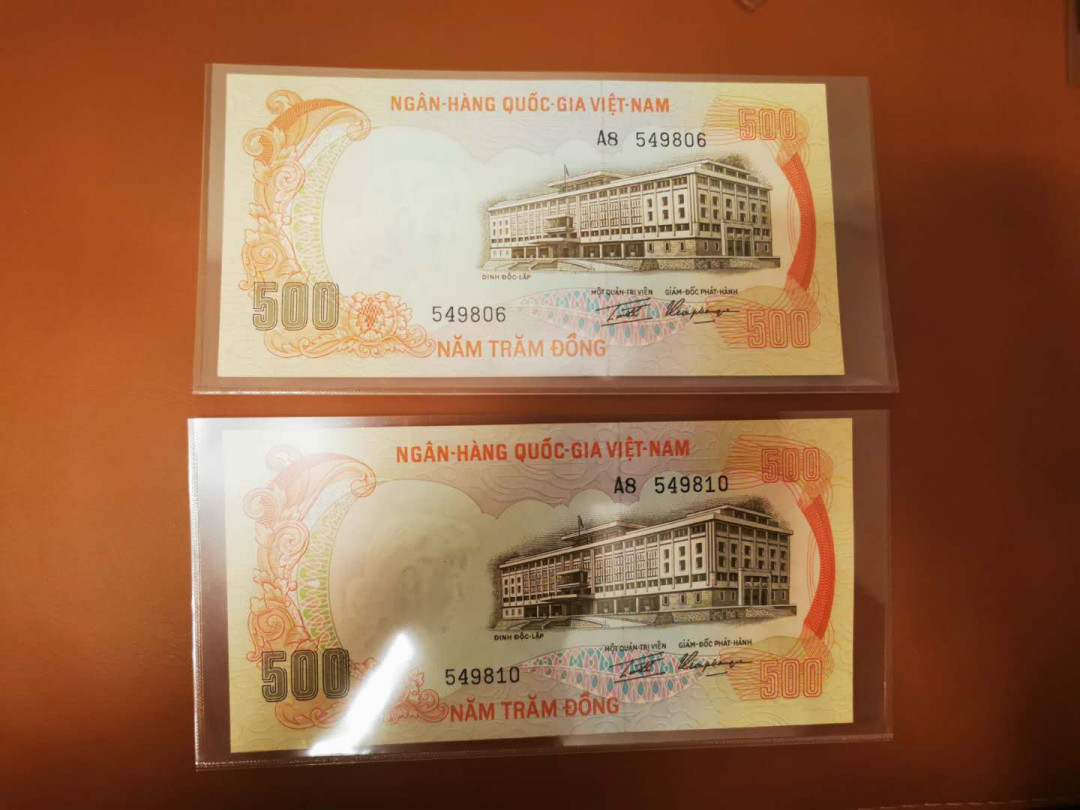 NGÂN-HÀNG QUỐC-GIA VIỆT-NAM
500
A8 549806
DINH ĐỘC-LẬP
MỘT QUẢN-TRỊ VIÊN GIÁM-ĐỐC PHÁT-HÀNH
500
549806
500
NĂM TRĂM ĐỒNG
NGÂN-HÀNG QUỐC-GIA VIỆT-NAM
500
A8 549810
DINH ĐỘC-LẬP
MỘT QUẢN-TRỊ VIÊN GIÁM-ĐỐC PHÁT-HÀNH
500
549810
500
NĂM TRĂM ĐỒNG